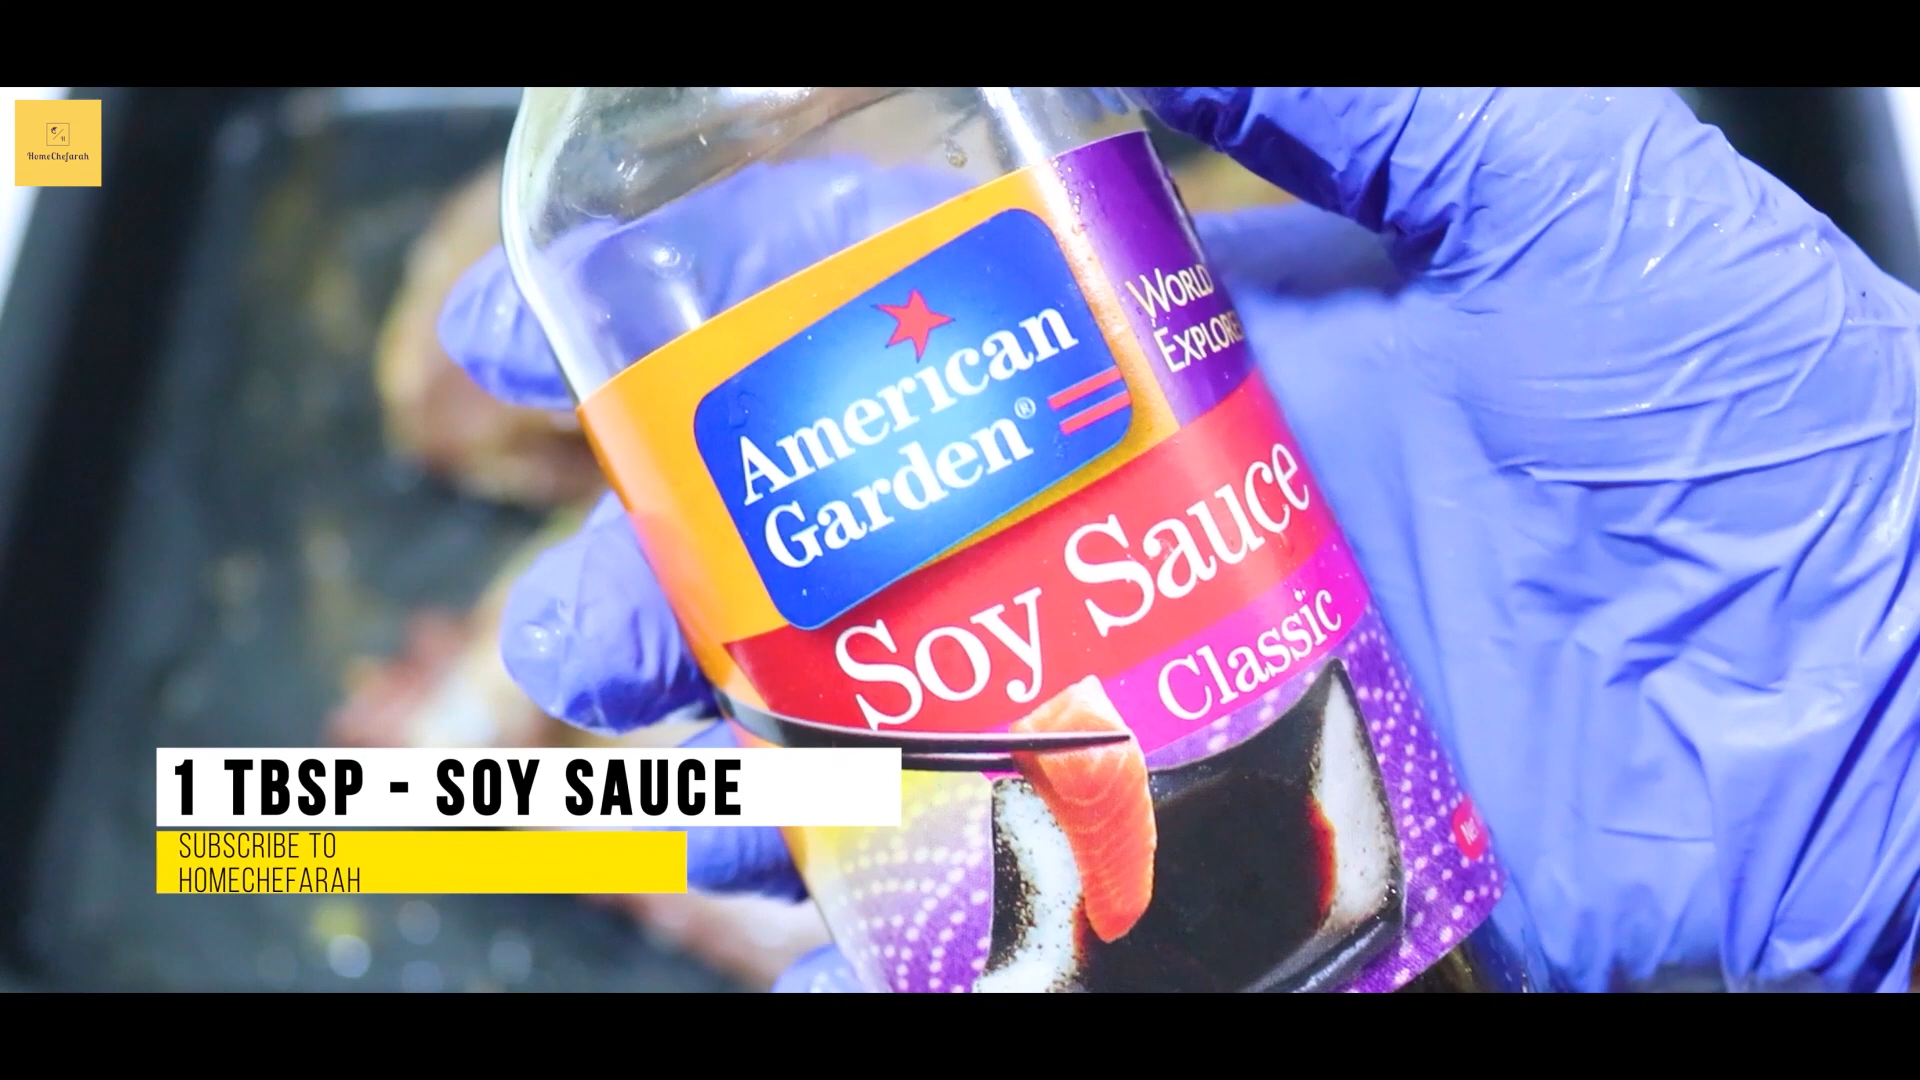 HomeChefarah
American
Garden®
WORLD
EXPLORE
Soy Sauce
Classic
1 TBSP - SOY SAUCE
SUBSCRIBE TO
HOMECHEFARAH